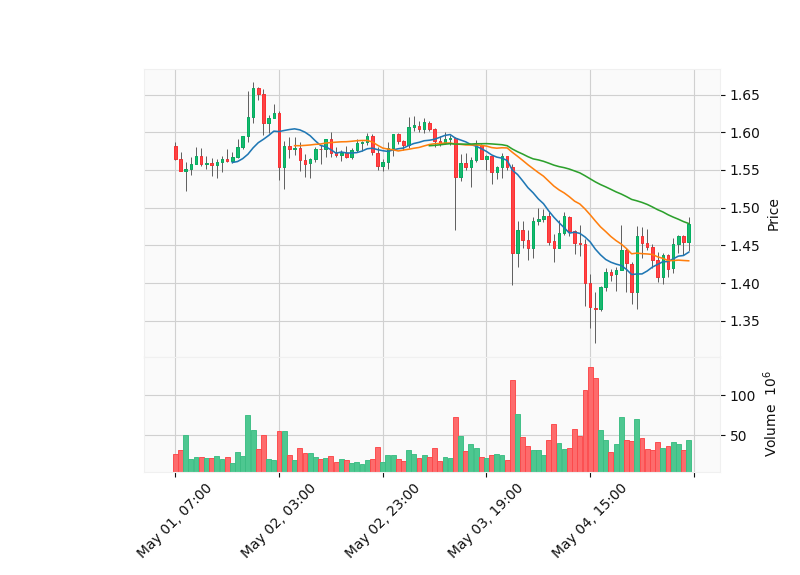 1.65
1.60
1.55
1.50
1.45
1.40
1.35
Price
100
50
Volume 10^6
May 01, 07:00
May 02, 03:00
May 02, 23:00
May 03, 19:00
May 04, 15:00